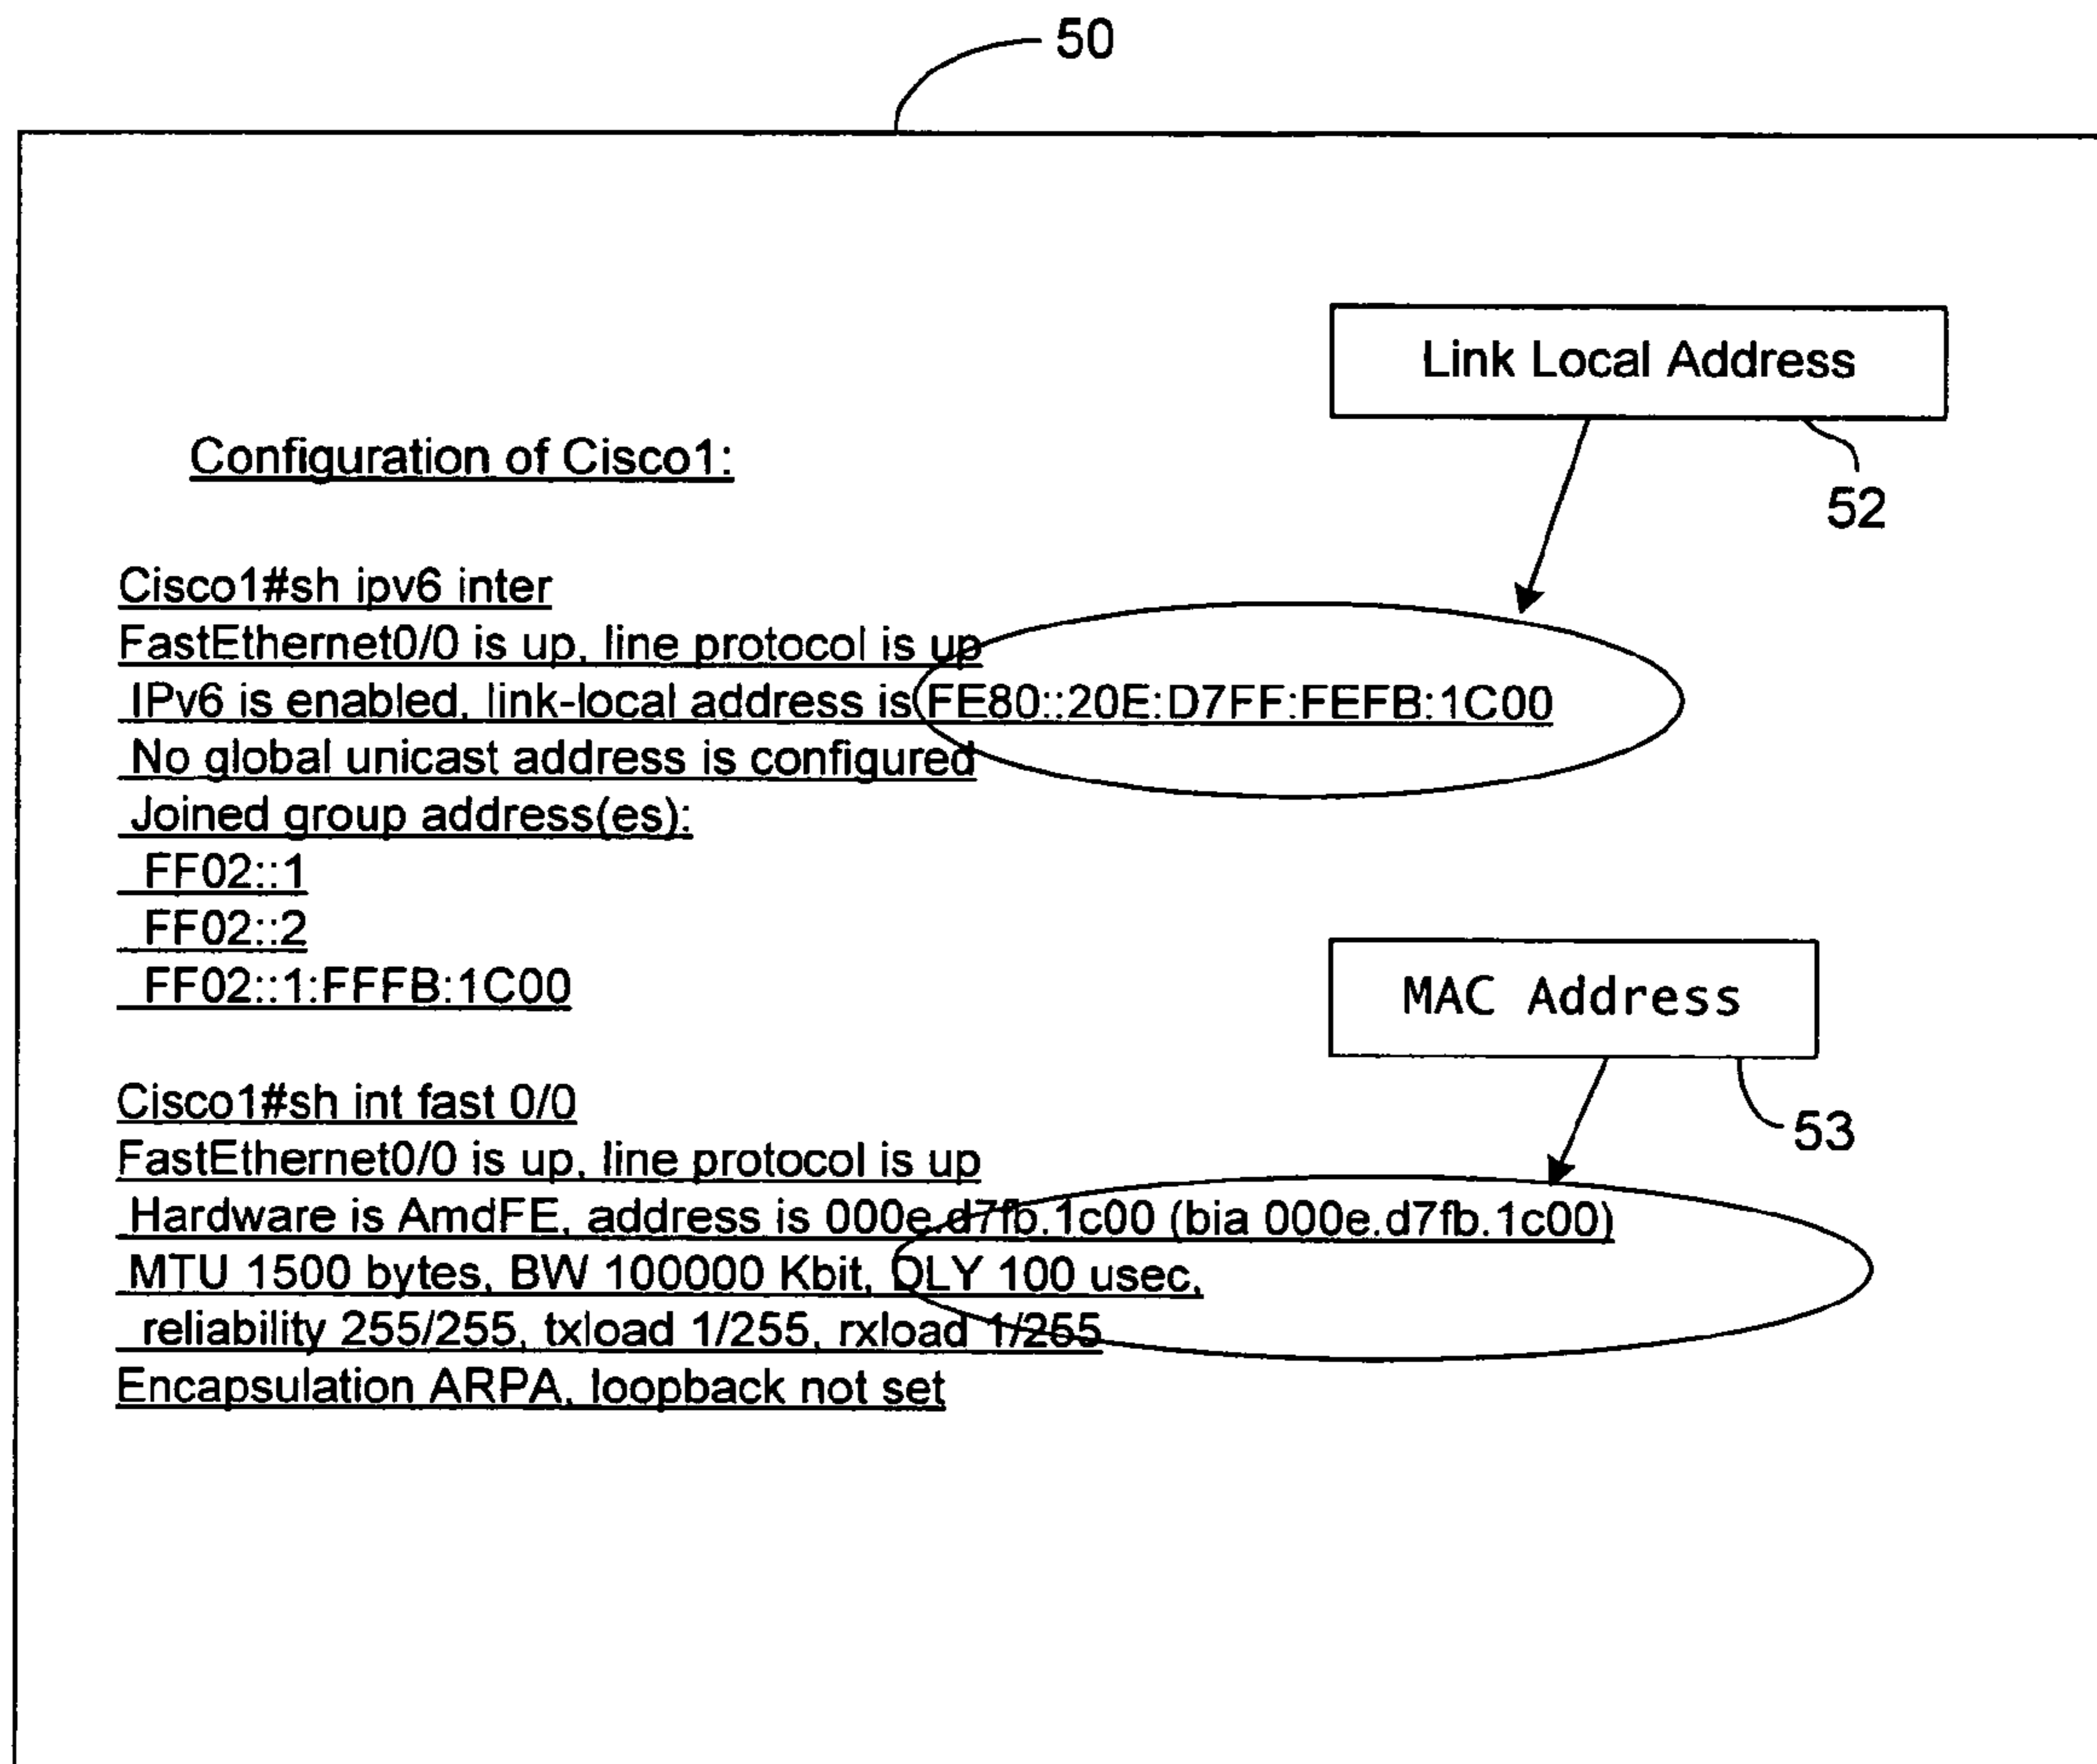 50
Link Local Address
52
Configuration of Cisco1:
Cisco1#sh ipv6 inter
FastEthernet0/0 is up, line protocol is up
IPv6 is enabled, link-local address is FE80::20E:D7FF:FEFB:1C00
No global unicast address is configured
Joined group address(es):
FF02::1
FF02::2
FF02::1:FFFB:1C00
MAC Address
53
Cisco1#sh int fast 0/0
FastEthernet0/0 is up, line protocol is up
Hardware is AmdFE, address is 000e.d7fb.1c00 (bia 000e.d7fb.1c00)
MTU 1500 bytes, BW 100000 Kbit, DLY 100 usec,
reliability 255/255, txload 1/255, rxload 1/255
Encapsulation ARPA, loopback not set